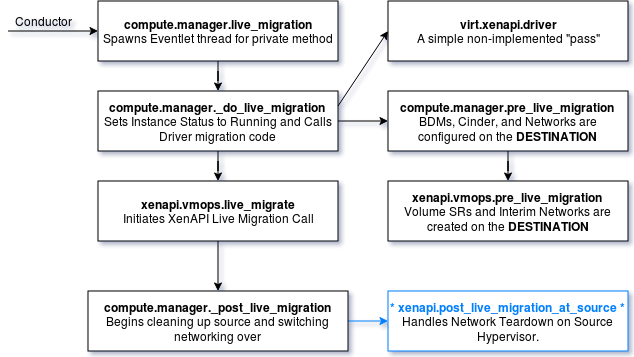 Conductor
compute.manager.live_migration
Spawns Eventlet thread for private method
virt.xenapi.driver
A simple non-implemented "pass"
compute.manager._do_live_migration
Sets Instance Status to Running and Calls
Driver migration code
compute.manager.pre_live_migration
BDMs, Cinder, and Networks are
configured on the DESTINATION
xenapi.vmops.live_migrate
Initiates XenAPI Live Migration Call
xenapi.vmops.pre_live_migration
Volume SRs and Interim Networks are
created on the DESTINATION
compute.manager._post_live_migration
Begins cleaning up source and switching
networking over
* xenapi.post_live_migration_at_source *
Handles Network Teardown on Source
Hypervisor.